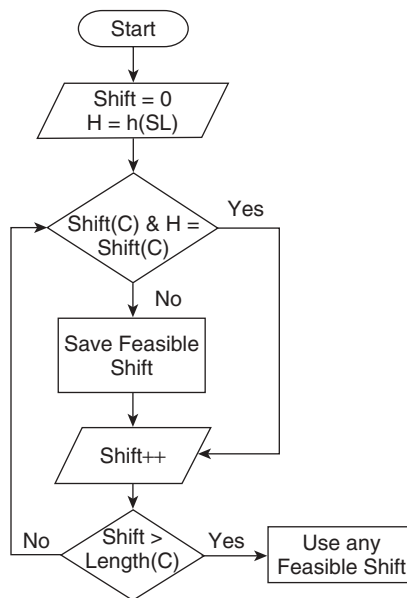 Start
Shift = 0
H = h(SL)
Shift(C) & H =
Shift(C)
Yes
No
Save Feasible
Shift
Shift++
Shift >
Length(C)
No
Yes
Use any
Feasible Shift